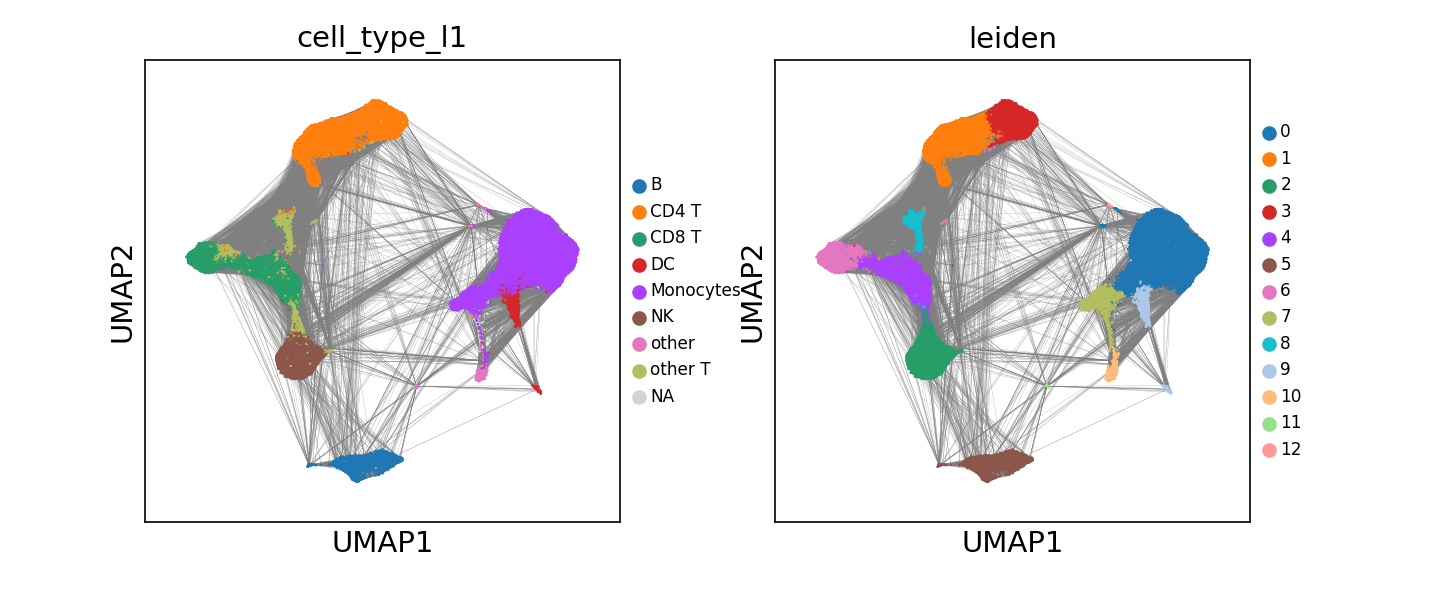 cell_type_l1
UMAP2
UMAP1
B
CD4 T
CD8 T
DC
Monocytes
NK
other
other T
NA
leiden
UMAP2
UMAP1
0
1
2
3
4
5
6
7
8
9
10
11
12